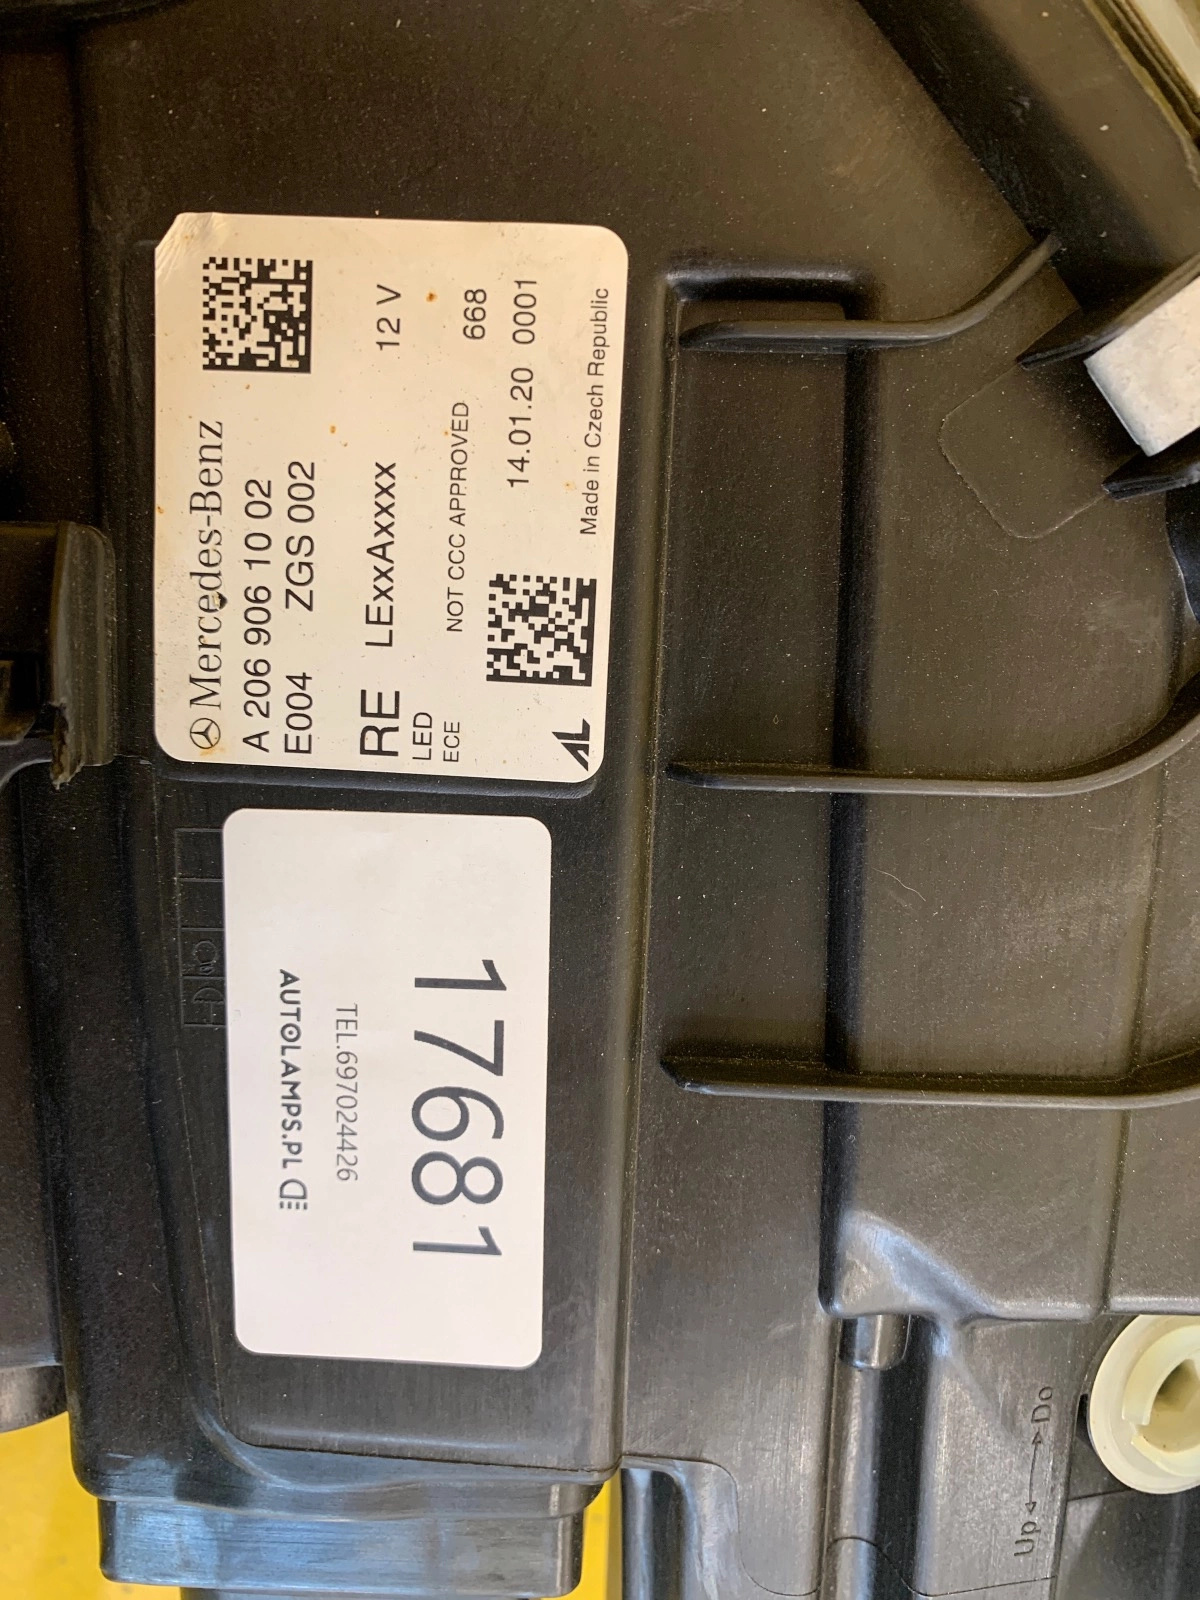 Mercedes-Benz
A 206 906 10 02
E004 ZGS 002
RE LExxAxxxx 12 V
LED
ECE NOT CCC APPROVED 668
14.01.20 0001
AL
Made in Czech Republic
17681
TEL.697024426
AUTOLAMPS.PL
Up Do